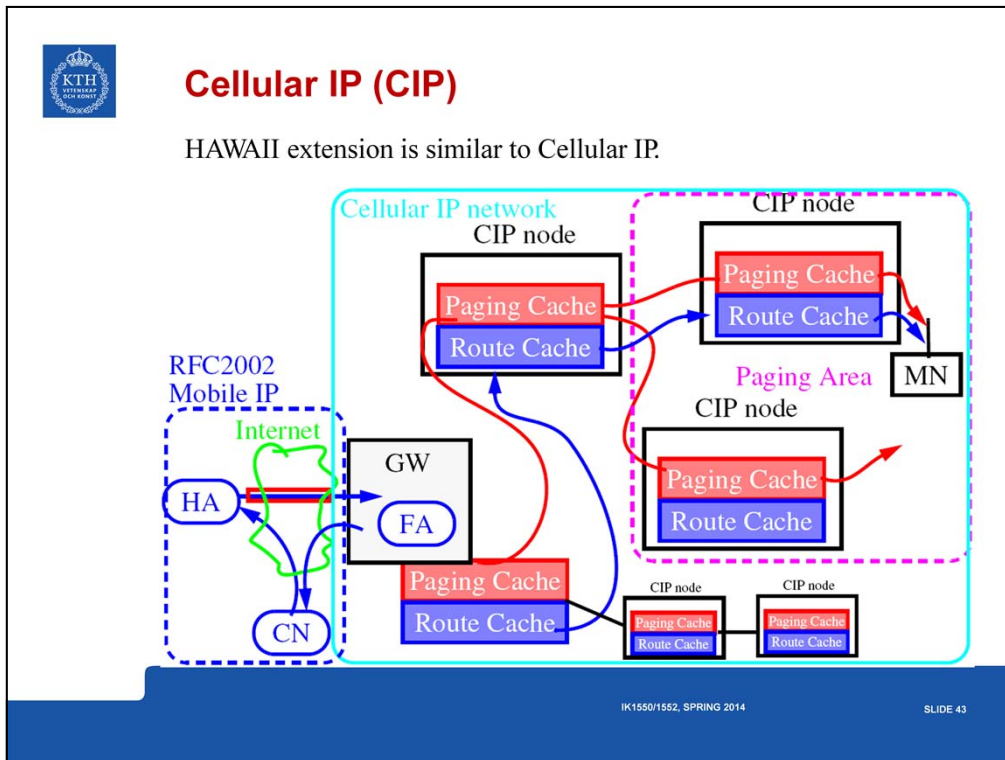 KTH
VETENSKAP
OCH KONST
Cellular IP (CIP)
HAWAII extension is similar to Cellular IP.
Cellular IP network
CIP node
Paging Cache
Route Cache
CIP node
Paging Cache
Route Cache
MN
Paging Area
CIP node
Paging Cache
Route Cache
RFC2002
Mobile IP
Internet
HA
CN
GW
FA
Paging Cache
Route Cache
CIP node
Paging Cache
Route Cache
CIP node
Paging Cache
Route Cache
IK1550/1552, SPRING 2014
SLIDE 43